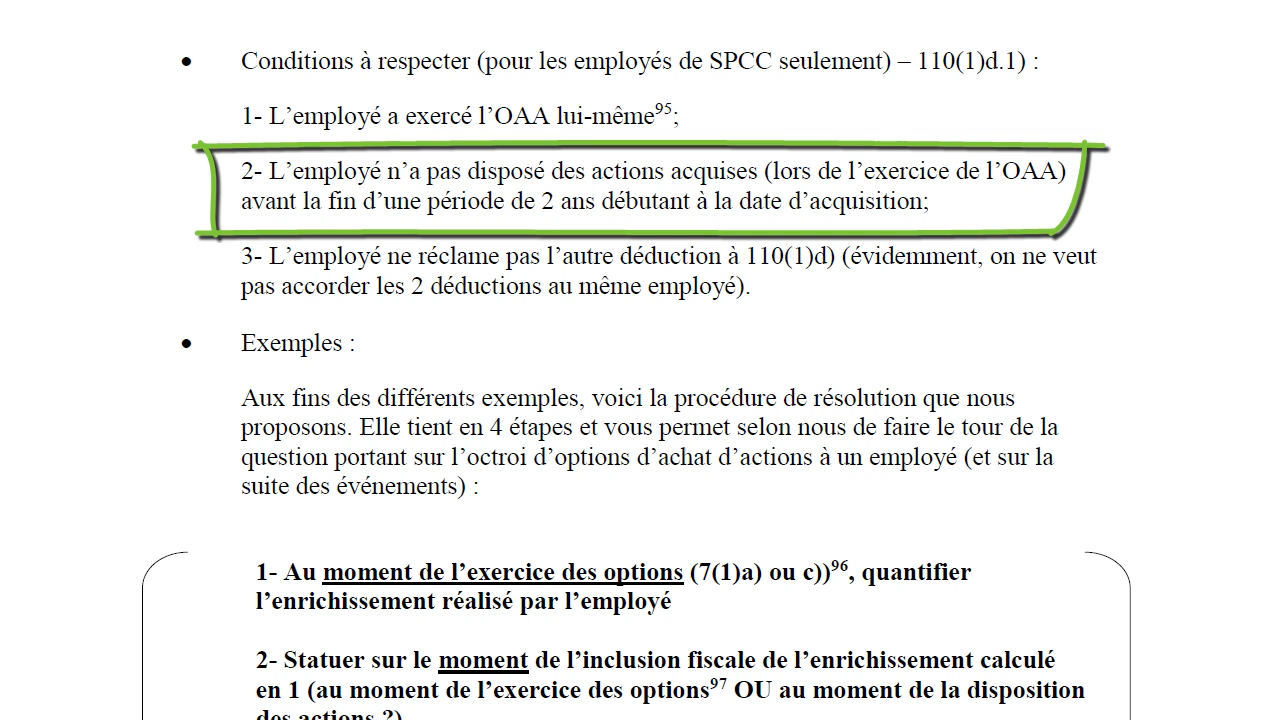 • Conditions à respecter (pour les employés de SPCC seulement) – 110(1)d.1) :
1- L’employé a exercé l’OAA lui-même95;
2- L’employé n’a pas disposé des actions acquises (lors de l’exercice de l’OAA)
avant la fin d’une période de 2 ans débutant à la date d’acquisition;
3- L’employé ne réclame pas l’autre déduction à 110(1)d) (évidemment, on ne veut
pas accorder les 2 déductions au même employé).
• Exemples :
Aux fins des différents exemples, voici la procédure de résolution que nous
proposons. Elle tient en 4 étapes et vous permet selon nous de faire le tour de la
question portant sur l’octroi d’options d’achat d’actions à un employé (et sur la
suite des événements) :
1- Au moment de l’exercice des options (7(1)a) ou c))96, quantifier
l’enrichissement réalisé par l’employé
2- Statuer sur le moment de l’inclusion fiscale de l’enrichissement calculé
en 1 (au moment de l’exercice des options97 OU au moment de la disposition
des actions ?)